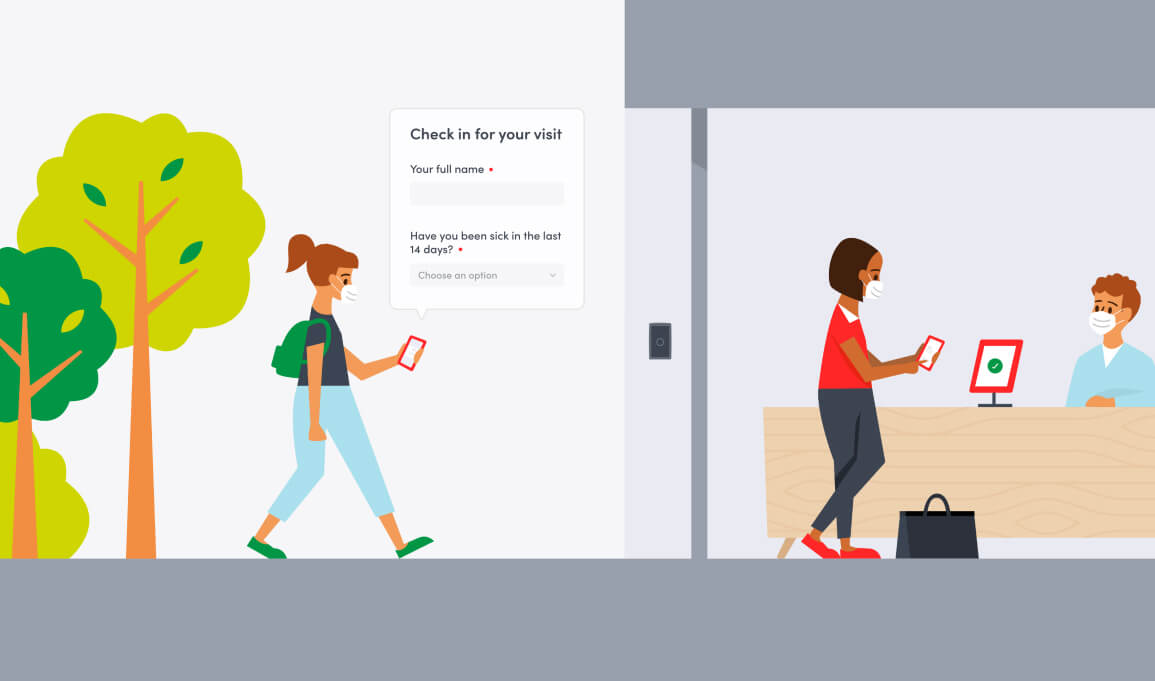 Check in for your visit
Your full name
Have you been sick in the last
14 days?
Choose an option